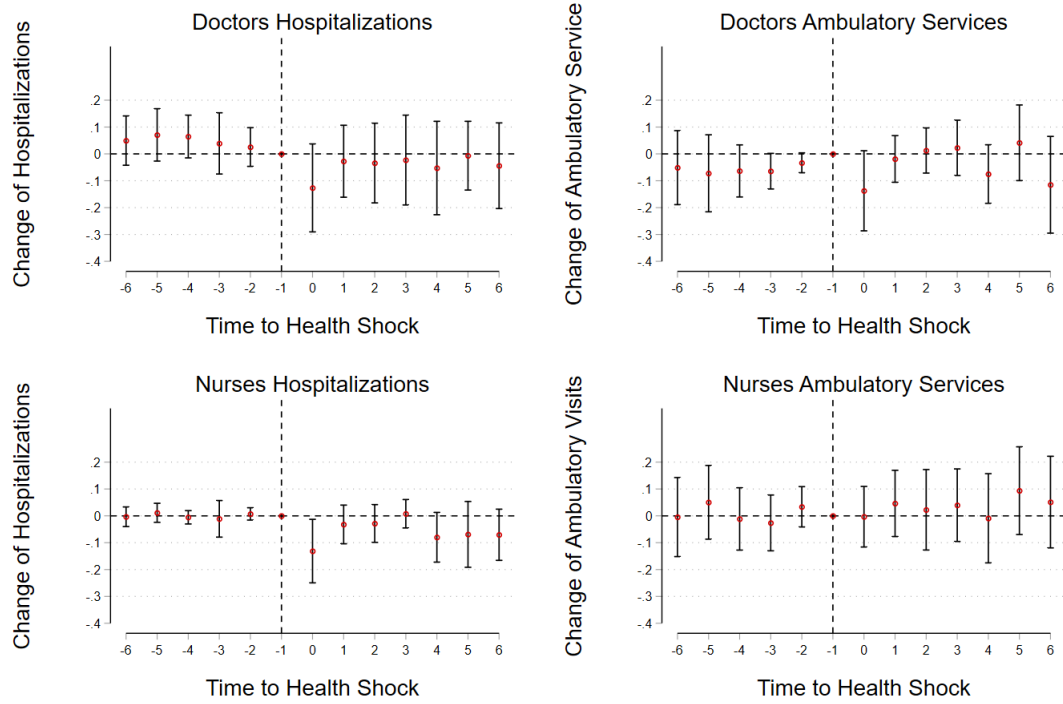 Doctors Hospitalizations
Change of Hospitalizations
.2
.1
0
-.1
-.2
-.3
-.4
-6 -5 -4 -3 -2 -1 0 1 2 3 4 5 6
Time to Health Shock
Doctors Ambulatory Services
Change of Ambulatory Service
.2
.1
0
-.1
-.2
-.3
-.4
-6 -5 -4 -3 -2 -1 0 1 2 3 4 5 6
Time to Health Shock
Nurses Hospitalizations
Change of Hospitalizations
.2
.1
0
-.1
-.2
-.3
-.4
-6 -5 -4 -3 -2 -1 0 1 2 3 4 5 6
Time to Health Shock
Nurses Ambulatory Services
Change of Ambulatory Visits
.2
.1
0
-.1
-.2
-.3
-.4
-6 -5 -4 -3 -2 -1 0 1 2 3 4 5 6
Time to Health Shock